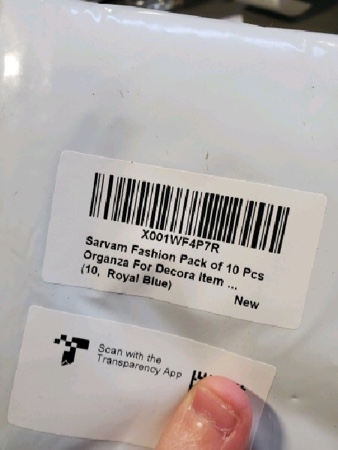 X001WF4P7R
Sarvam Fashion Pack of 10 Pcs
Organza For Decora Item ...
(10, Royal Blue)
New
Scan with the
Transparency App